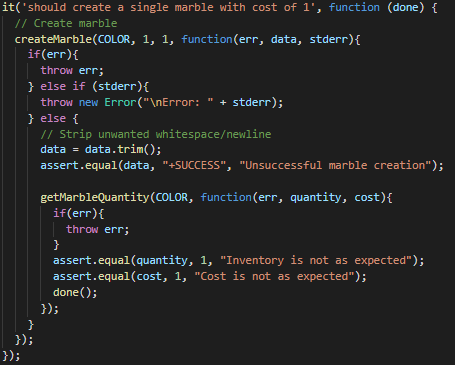 it('should create a single marble with cost of 1', function (done) {
  // Create marble
  createMarble(COLOR, 1, 1, function(err, data, stderr){
    if(err){
      throw err;
    } else if (stderr){
      throw new Error("\nError: " + stderr);
    } else {
      // Strip unwanted whitespace/newline
      data = data.trim();
      assert.equal(data, "+SUCCESS", "Unsuccessful marble creation");

      getMarbleQuantity(COLOR, function(err, quantity, cost){
        if(err){
          throw err;
        }
        assert.equal(quantity, 1, "Inventory is not as expected");
        assert.equal(cost, 1, "Cost is not as expected");
        done();
      });
    }
  });
});